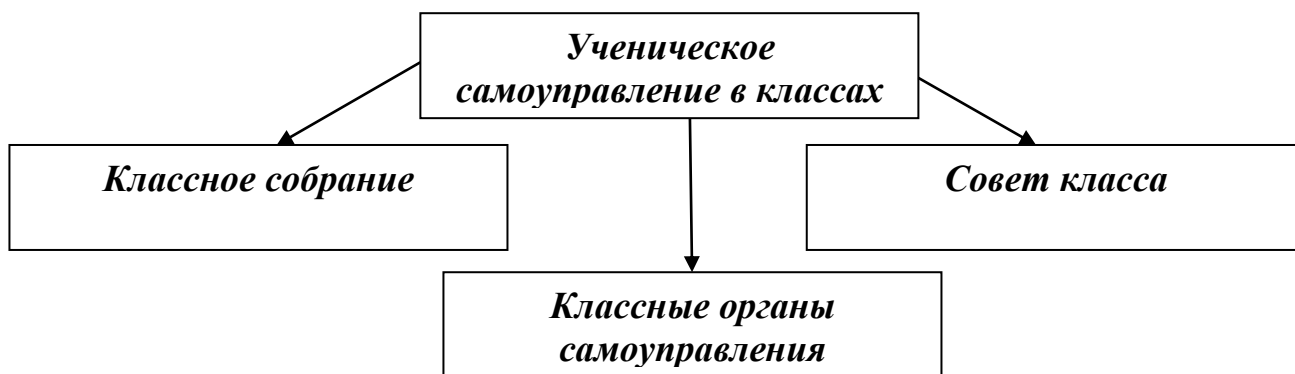 Ученическое
самоуправление в классах
Классное собрание
Совет класса
Классные органы
самоуправления